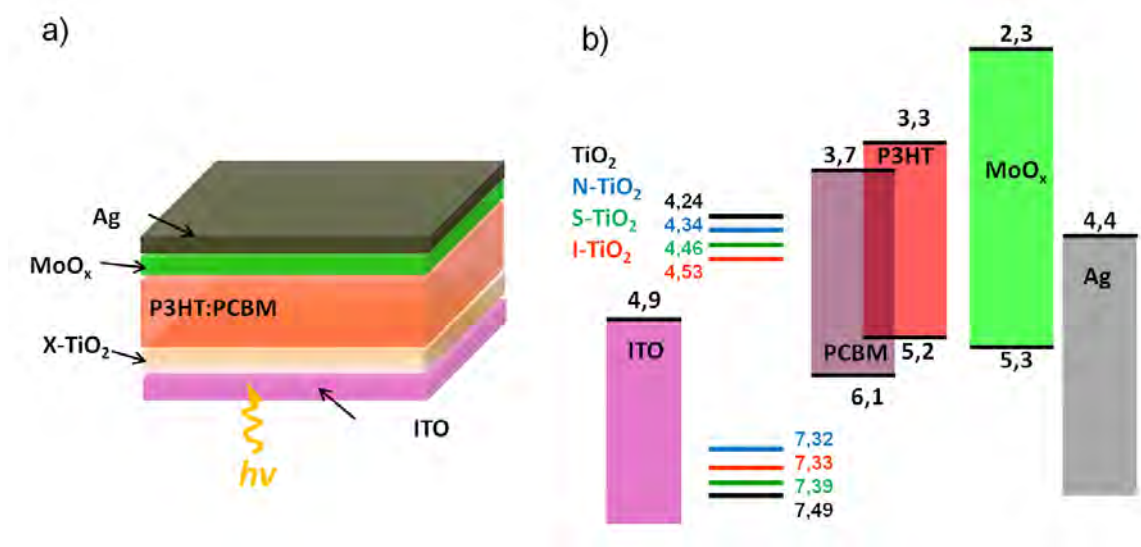 a)
Ag
MoOx
P3HT:PCBM
X-TiO2
ITO
hν
b)
TiO2
N-TiO2
S-TiO2
I-TiO2
4,24
4,34
4,46
4,53
4,9
ITO
3,7
PCBM
6,1
3,3
P3HT
5,2
2,3
MoOx
5,3
4,4
Ag
7,32
7,33
7,39
7,49